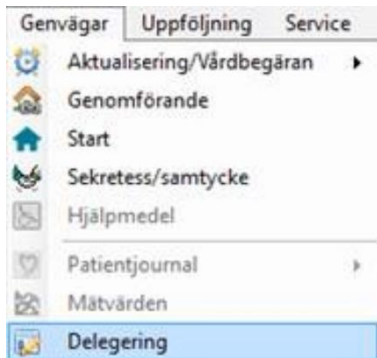 Genvägar Uppföljning Service
Aktualisering/Vårdbegäran
Genomförande
Start
Sekretess/samtycke
Hjälpmedel
Patientjournal
Mätvärden
Delegering